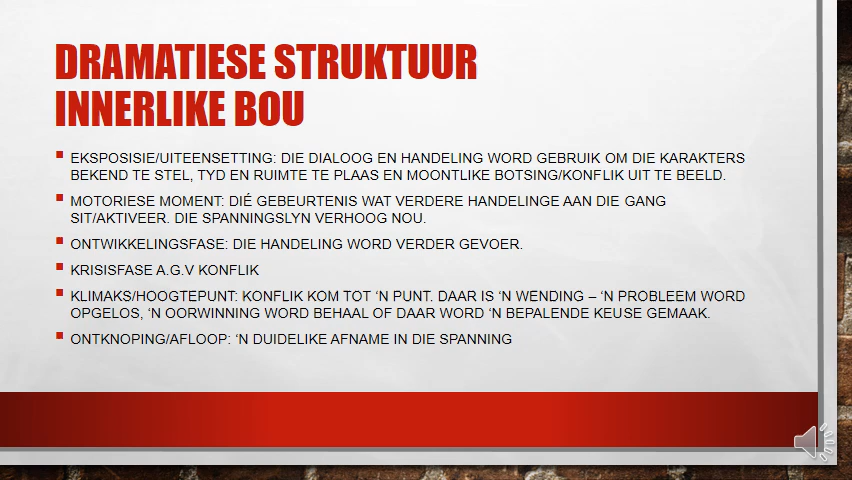 DRAMATIESE STRUKTUUR
INNERLIKE BOU
EKSPOSISIE/UITEENSETTING: DIE DIALOOG EN HANDELING WORD GEBRUIK OM DIE KARAKTERS
BEKEND TE STEL, TYD EN RUIMTE TE PLAAS EN MOONTLIKE BOTSING/KONFLIK UIT TE BEELD.
MOTORIESE MOMENT: DIÉ GEBEURTENIS WAT VERDERE HANDELINGE AAN DIE GANG
SIT/AKTIVEER. DIE SPANNINGSLYN VERHOOG NOU.
ONTWIKKELINGSFASE: DIE HANDELING WORD VERDER GEVOER.
KRISISFASE A.G.V KONFLIK
KLIMAKS/HOOGTEPUNT: KONFLIK KOM TOT ‘N PUNT. DAAR IS ‘N WENDING – ‘N PROBLEEM WORD
OPGELOS, ‘N OORWINNING WORD BEHAAL OF DAAR WORD ‘N BEPALENDE KEUSE GEMAAK.
ONTKNOPING/AFLOOP: ‘N DUIDELIKE AFNAME IN DIE SPANNING